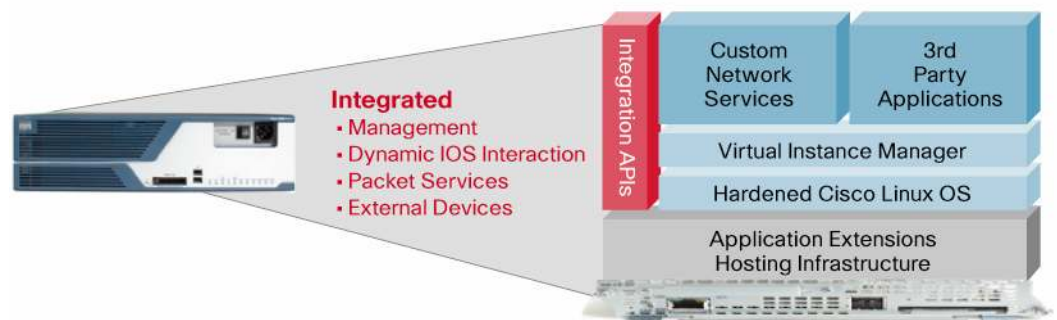 Integrated
▪ Management
▪ Dynamic IOS Interaction
▪ Packet Services
▪ External Devices
Integration APIs
Custom
Network
Services
3rd
Party
Applications
Virtual Instance Manager
Hardened Cisco Linux OS
Application Extensions
Hosting Infrastructure